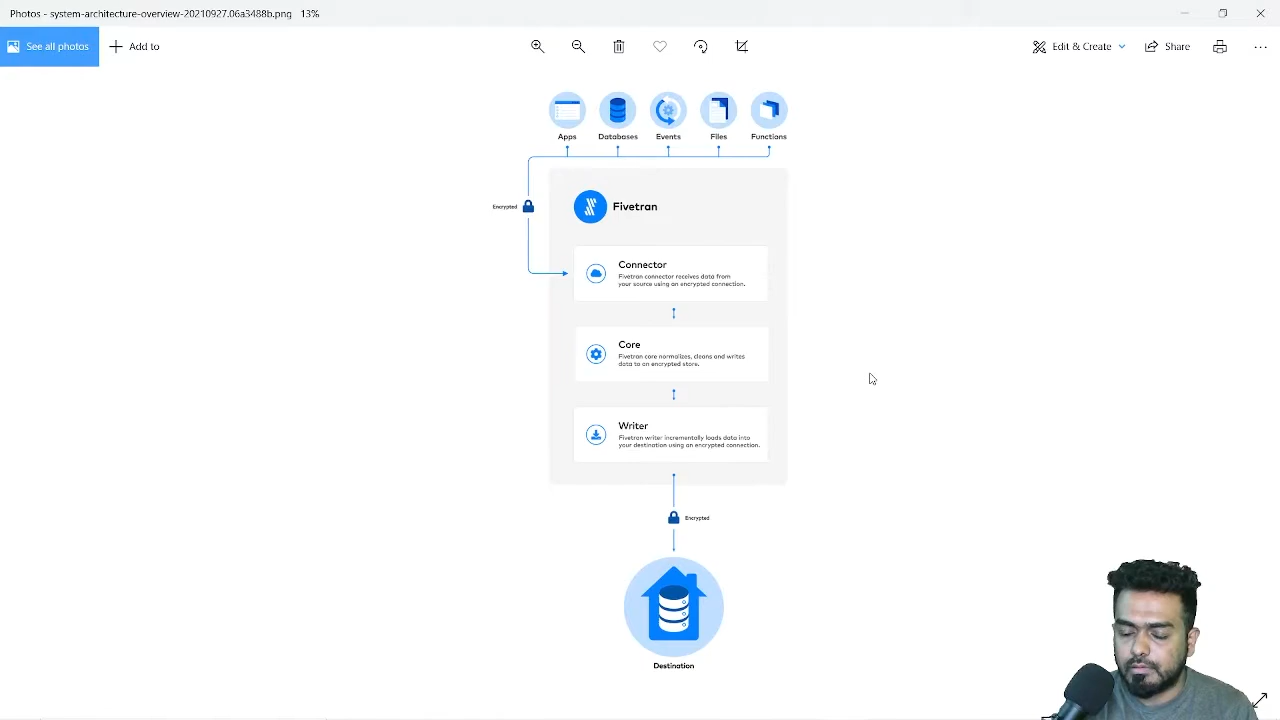 Photos - system-architecture-overview-20210927.06a3488b.png   13%
See all photos
Add to
Edit & Create
Share
Apps
Databases
Events
Files
Functions
Encrypted
Fivetran
Connector
Fivetran connector receives data from
your source using an encrypted connection.
Core
Fivetran core normalizes, cleans and writes
data to an encrypted store.
Writer
Fivetran writer incrementally loads data into
your destination using an encrypted connection.
Encrypted
Destination